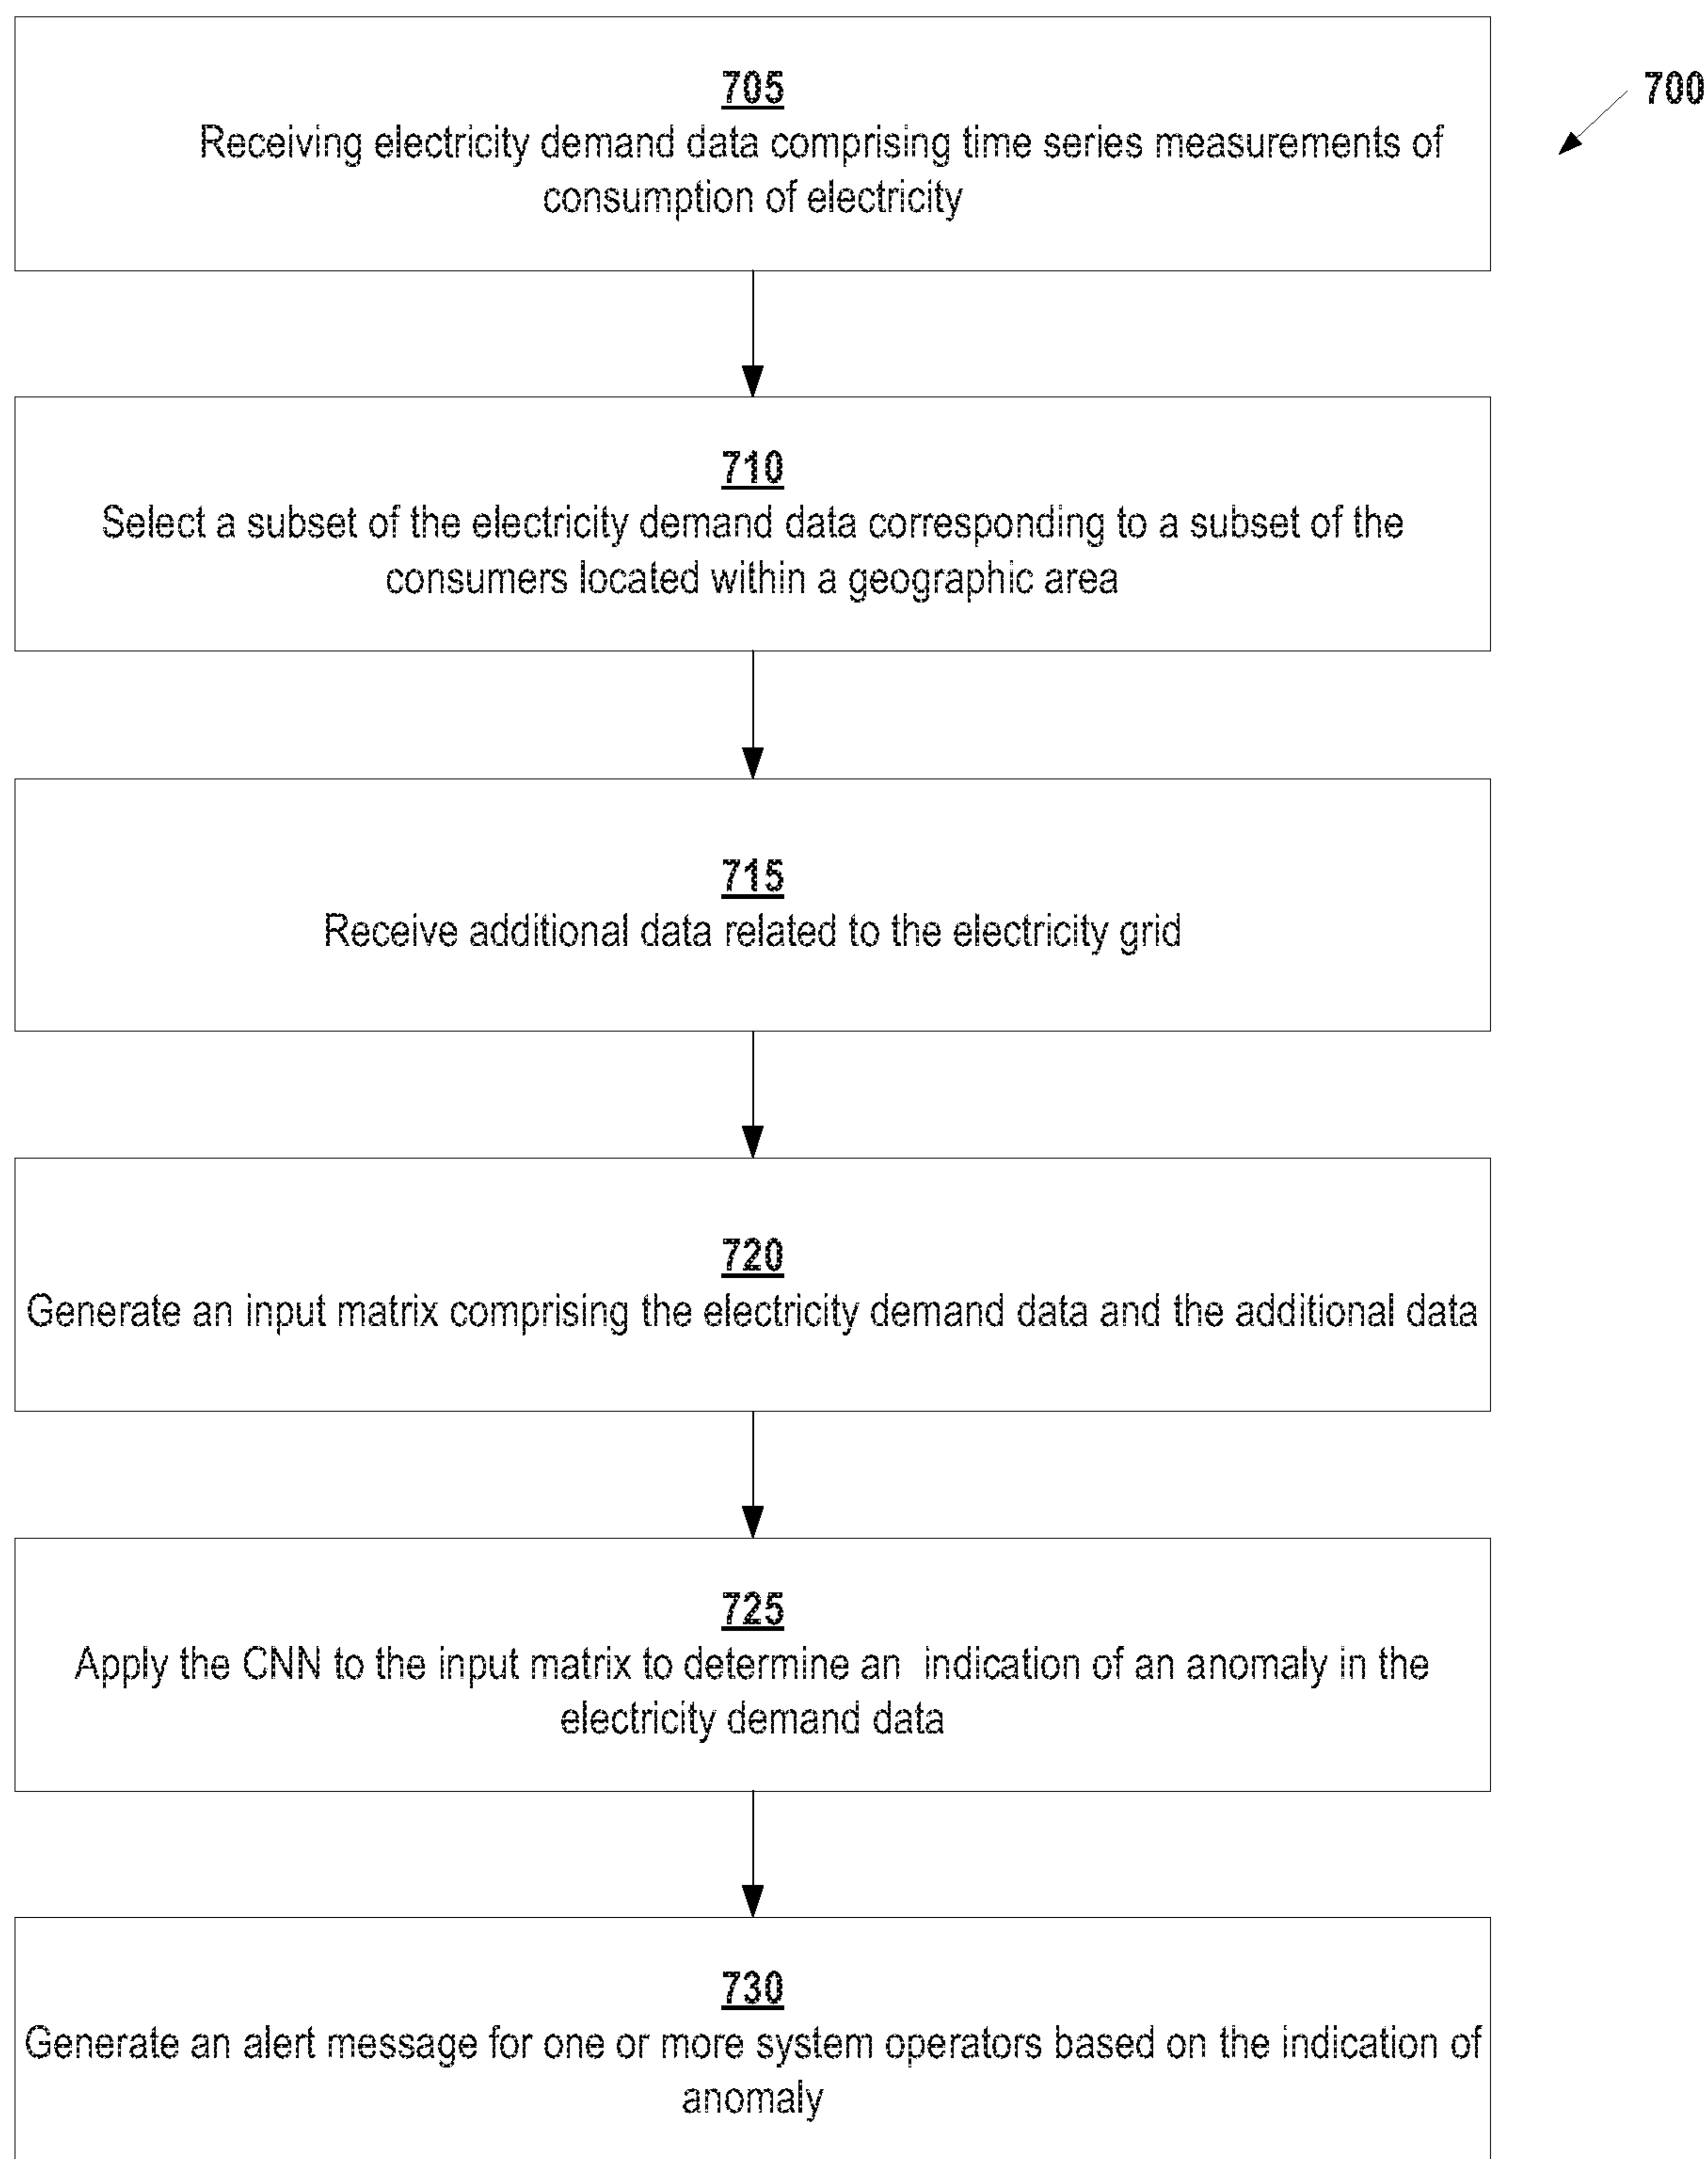 705
700
Receiving electricity demand data comprising time series measurements of
consumption of electricity
710
Select a subset of the electricity demand data corresponding to a subset of the
consumers located within a geographic area
715
Receive additional data related to the electricity grid
720
Generate an input matrix comprising the electricity demand data and the additional data
725
Apply the CNN to the input matrix to determine an  indication of an anomaly in the
electricity demand data
730
Generate an alert message for one or more system operators based on the indication of
anomaly